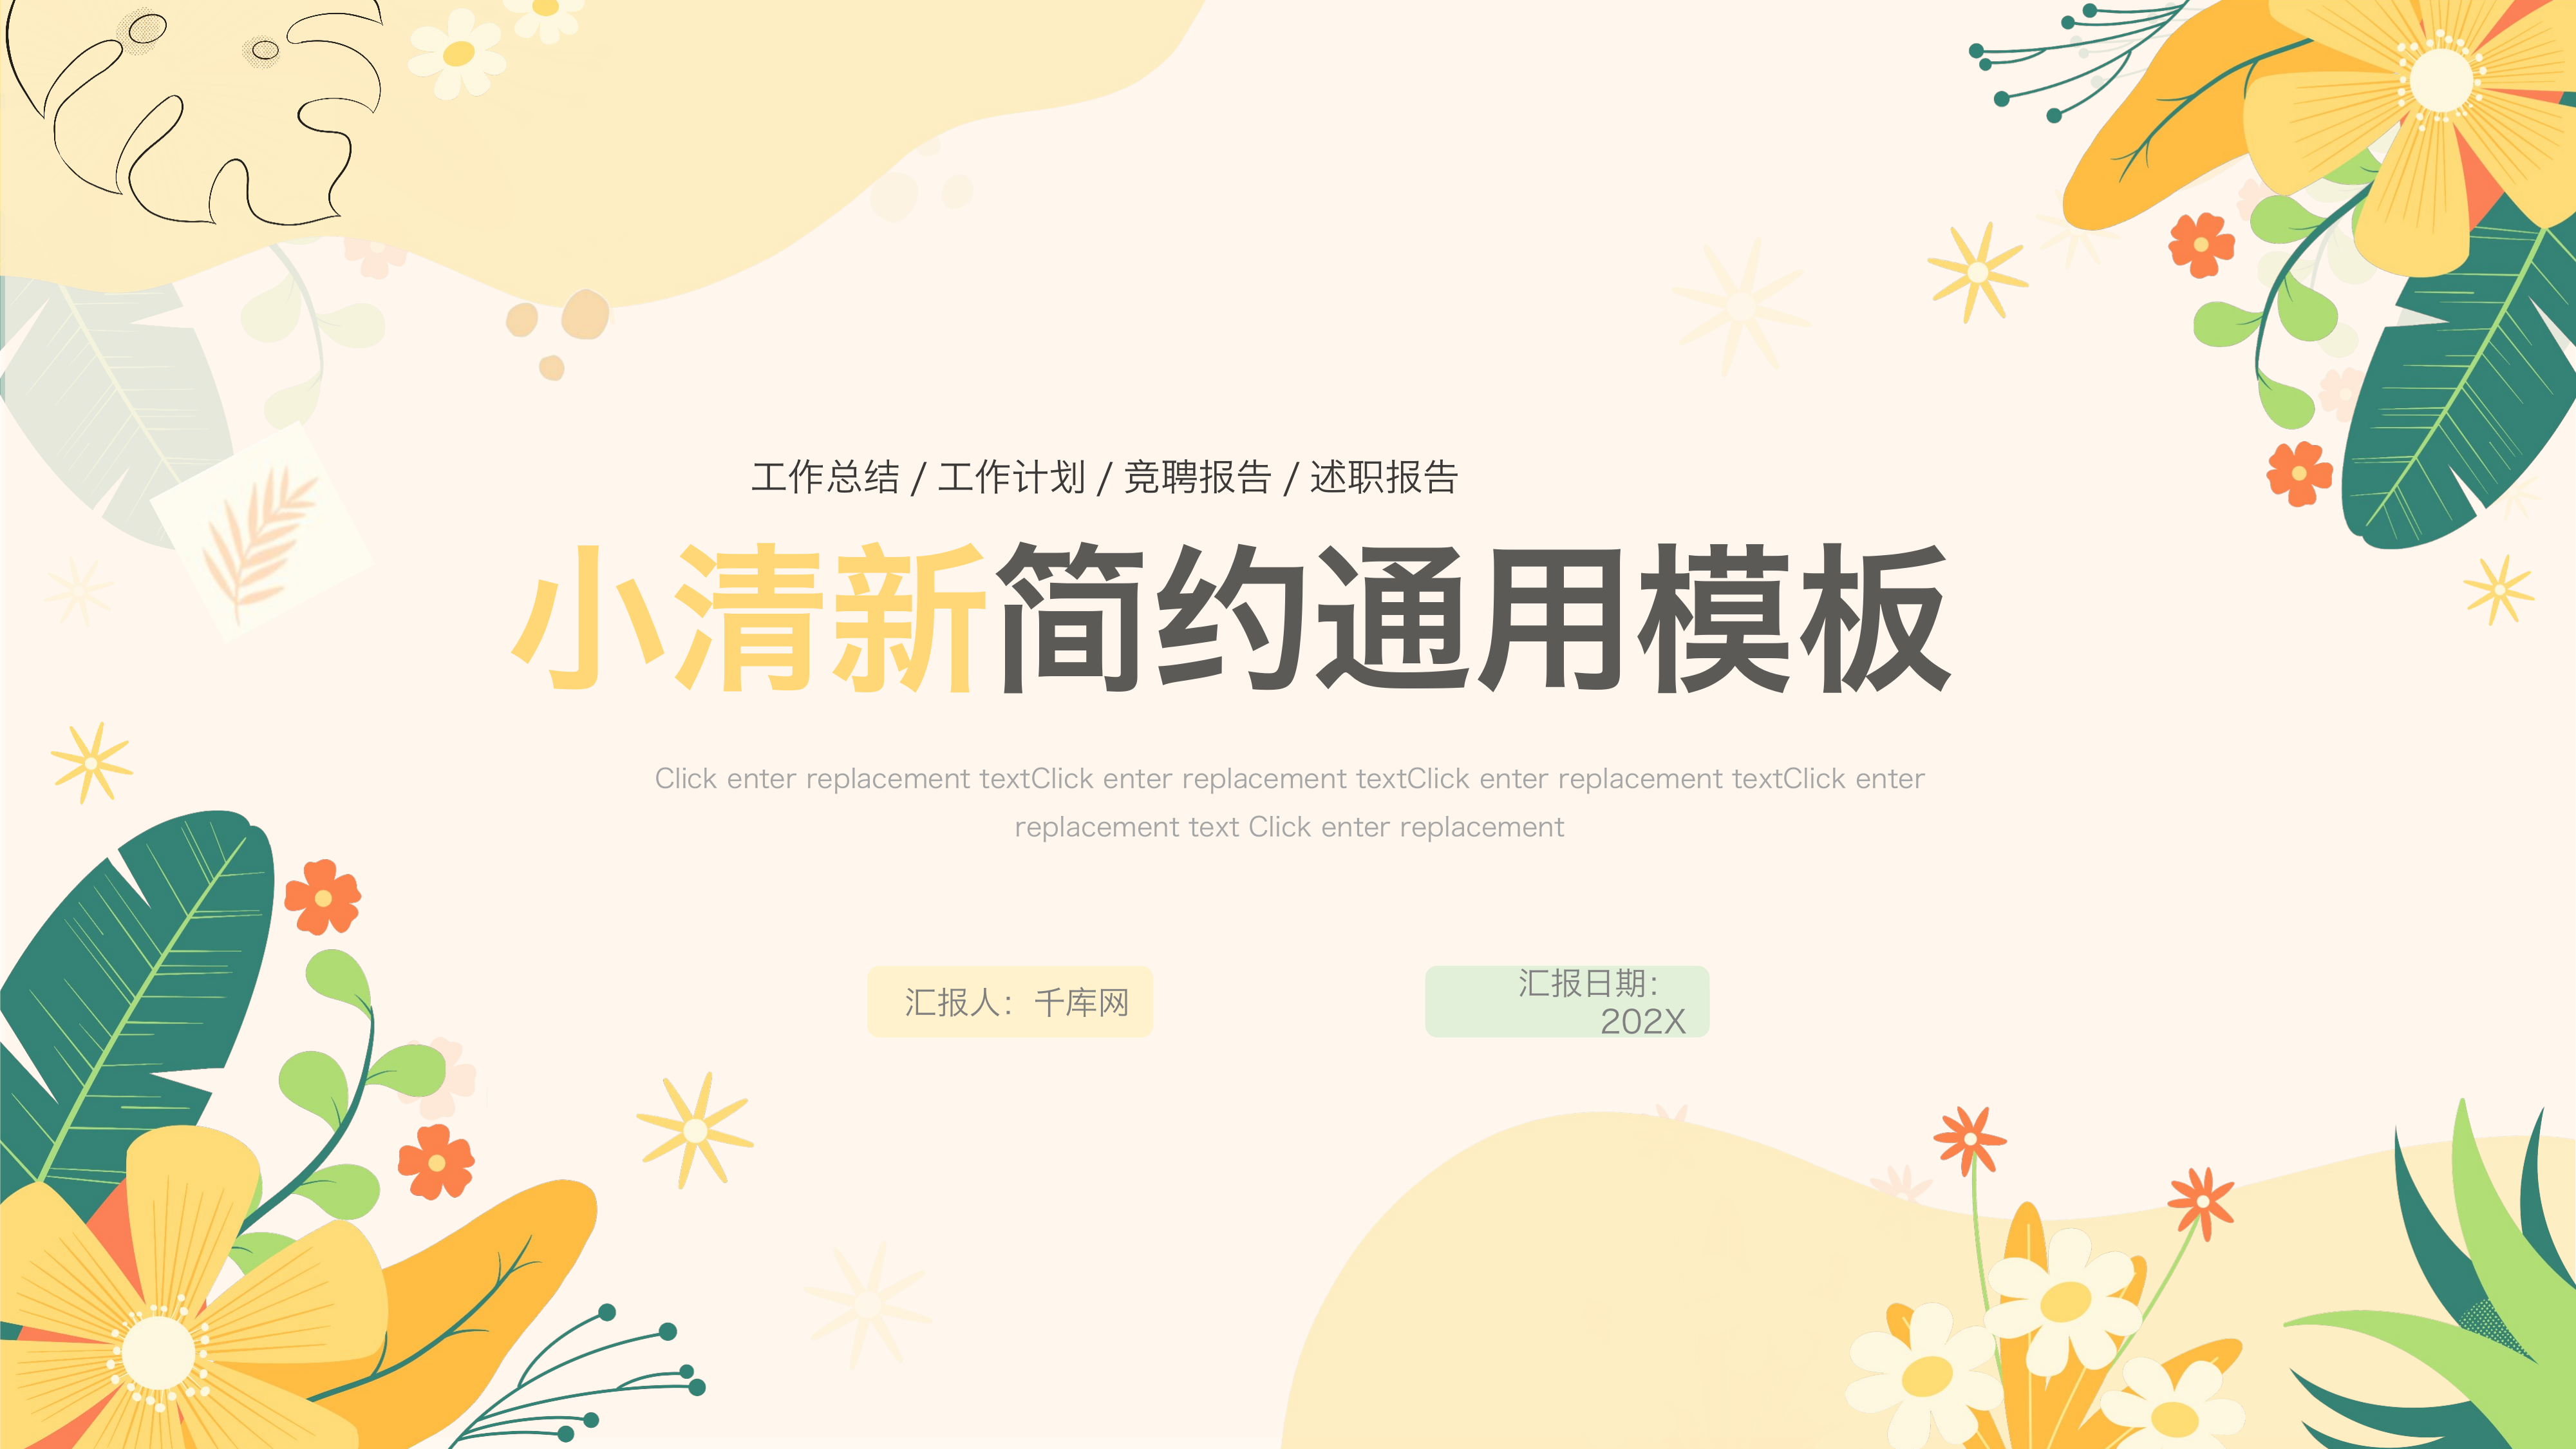 工作总结 / 工作计划 / 竞聘报告 / 述职报告
小清新简约通用模板
Click enter replacement textClick enter replacement textClick enter replacement textClick enter
replacement text Click enter replacement
汇报人：千库网
汇报日期：
202X